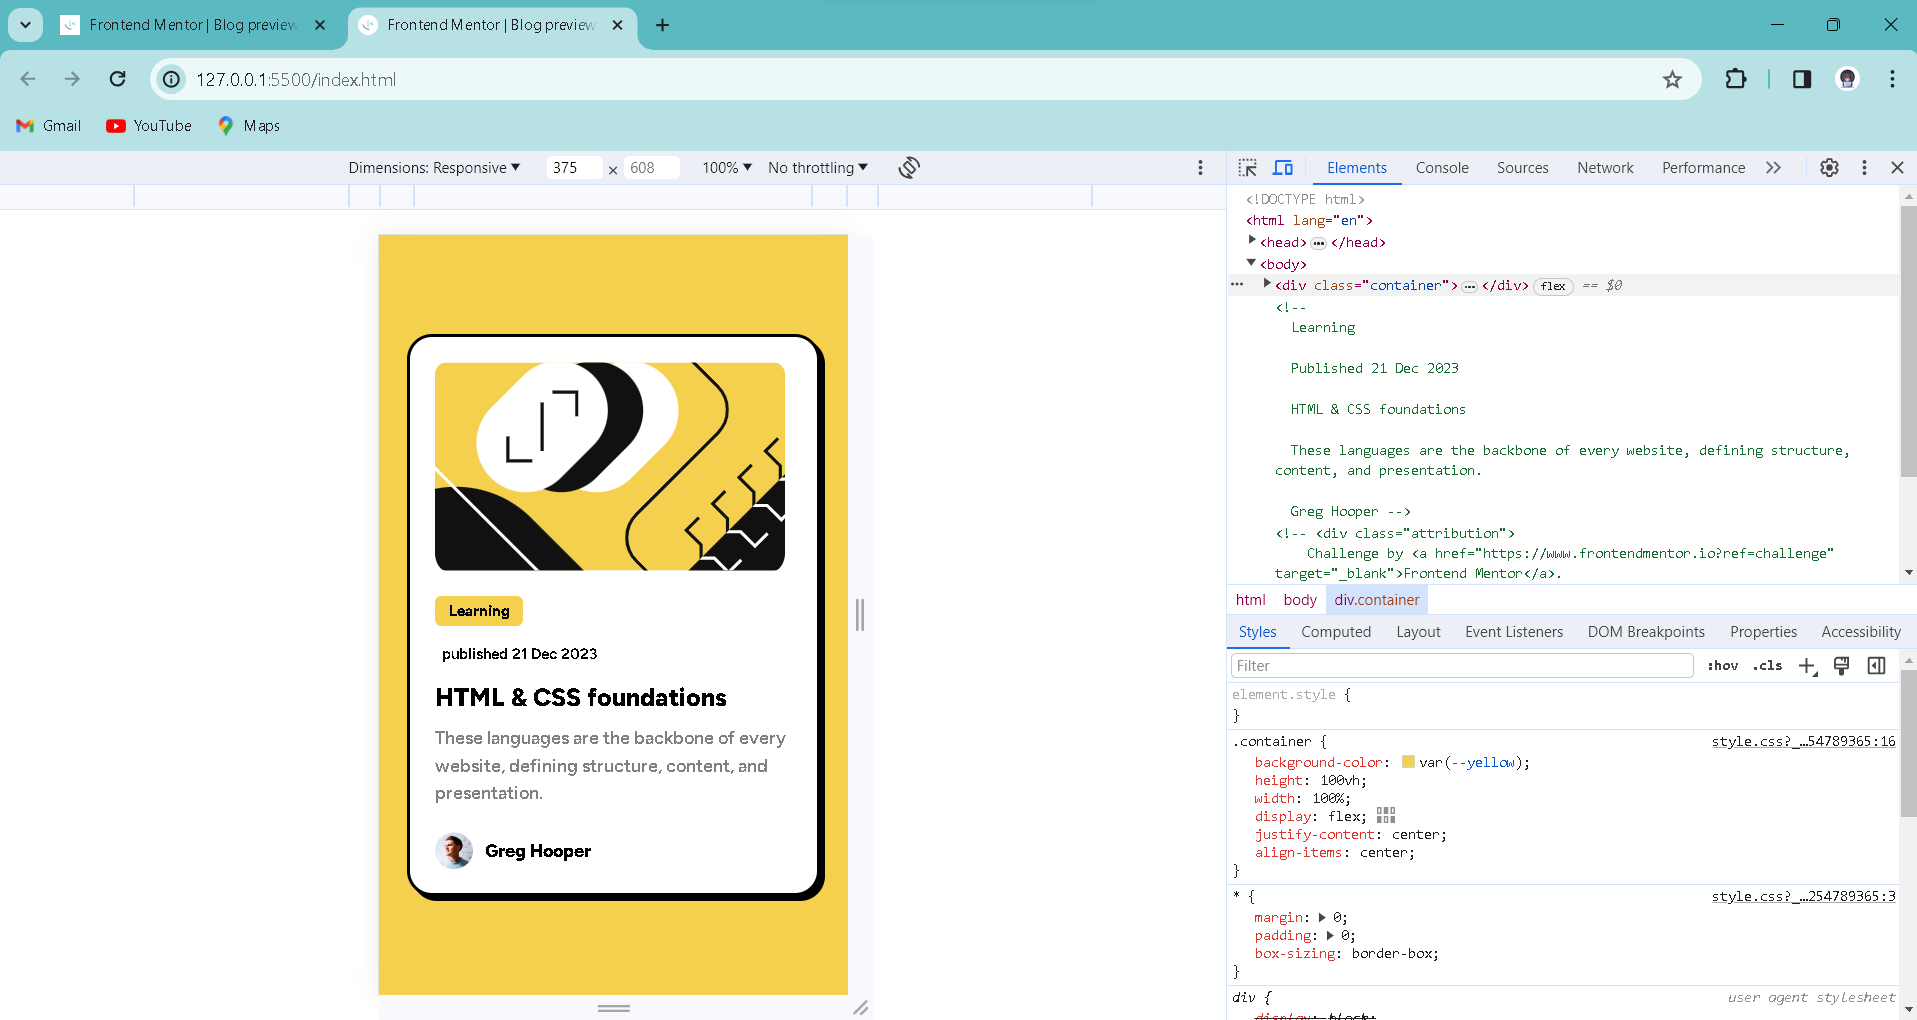 Frontend Mentor | Blog preview
Frontend Mentor | Blog preview
127.0.0.1:5500/index.html
Gmail
YouTube
Maps
Dimensions: Responsive
375 × 608
100%
No throttling
Learning
published 21 Dec 2023
HTML & CSS foundations
These languages are the backbone of every
website, defining structure, content, and
presentation.
Greg Hooper
Elements
Console
Sources
Network
Performance
<!DOCTYPE html>
<html lang="en">
<head> … </head>
<body>
… <div class="container"> … </div> flex == $0
<!--
Learning
Published 21 Dec 2023
HTML & CSS foundations
These languages are the backbone of every website, defining structure,
content, and presentation.
Greg Hooper -->
<!-- <div class="attribution">
Challenge by <a href="https://www.frontendmentor.io?ref=challenge"
target="_blank">Frontend Mentor</a>.
html body div.container
Styles
Computed
Layout
Event Listeners
DOM Breakpoints
Properties
Accessibility
Filter
:hov .cls
element.style {
}
.container { style.css?_…54789365:16
background-color: var(--yellow);
height: 100vh;
width: 100%;
display: flex;
justify-content: center;
align-items: center;
}
* { style.css?_…254789365:3
margin: 0;
padding: 0;
box-sizing: border-box;
}
div { user agent stylesheet
display: block;